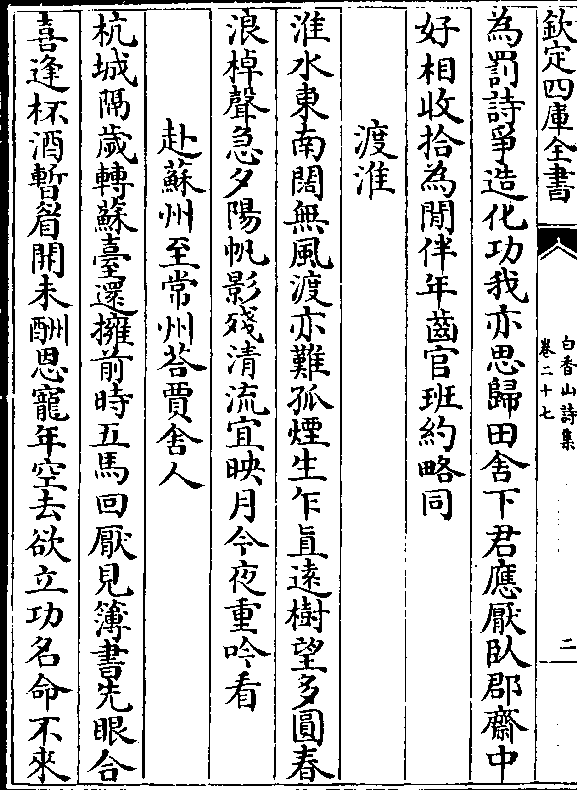 欽定四庫全書
白香山詩集
卷二十七
二
為罰詩爭造化功我亦思歸田舍下君應厭臥郡齋中
好相收拾為閒伴年齒官班約略同
渡淮
淮水東南闊無風渡亦難孤煙生乍直遠樹望多圓春
浪棹聲急夕陽帆影殘清流宜映月今夜重吟看
赴蘇州至常州荅賈舍人
杭城隔歲轉蘇臺還擁前時五馬回厭見簿書先眼合
喜逢杯酒暫眉開未酬恩寵年空去欲立功名命不來